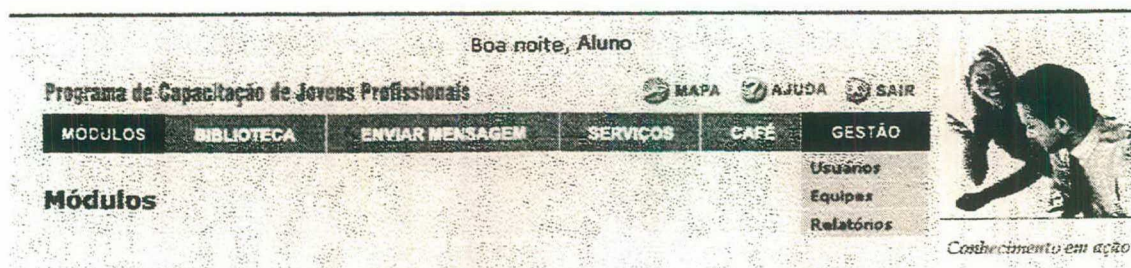 Boa noite, Aluno
Programa de Capacitação de Jovens Profissionais
MAPA AJUDA SAIR
MÓDULOS BIBLIOTECA ENVIAR MENSAGEM SERVIÇOS CAFÉ GESTÃO
Usuários
Módulos
Equipes
Relatórios
Conhecimento em ação